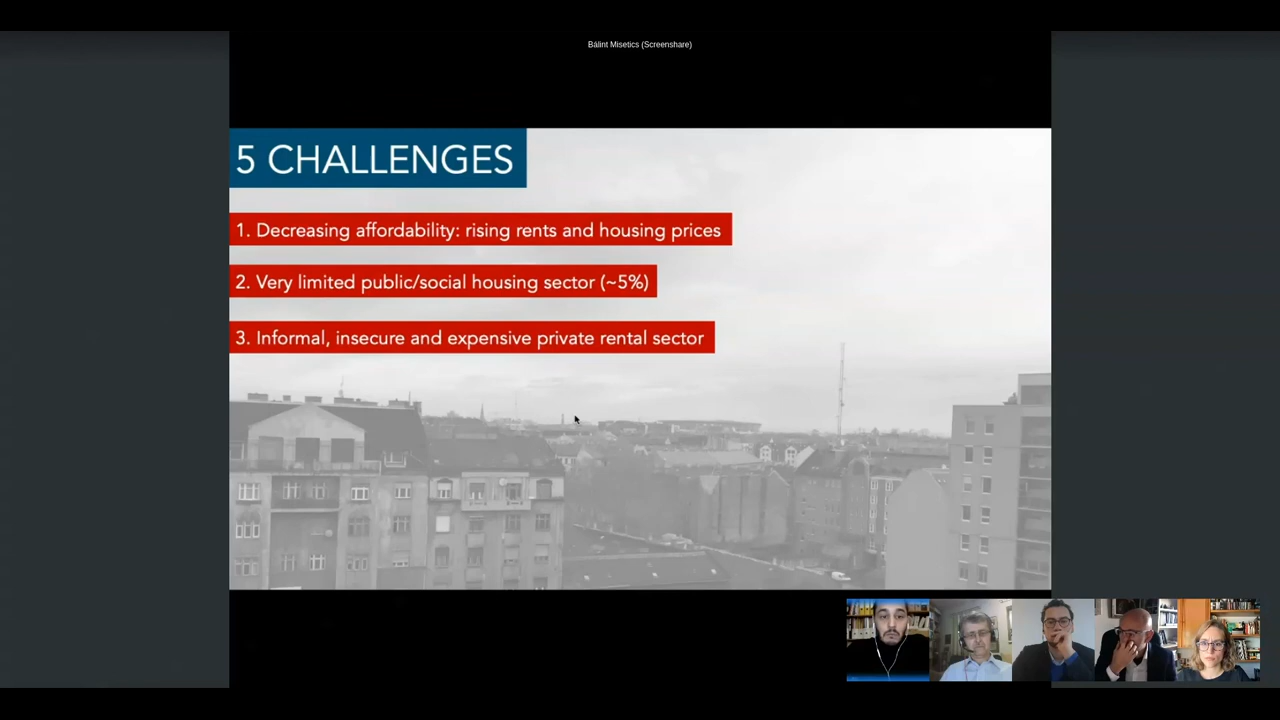 Bálint Misetics (Screenshare)
5 CHALLENGES
1. Decreasing affordability: rising rents and housing prices
2. Very limited public/social housing sector (~5%)
3. Informal, insecure and expensive private rental sector